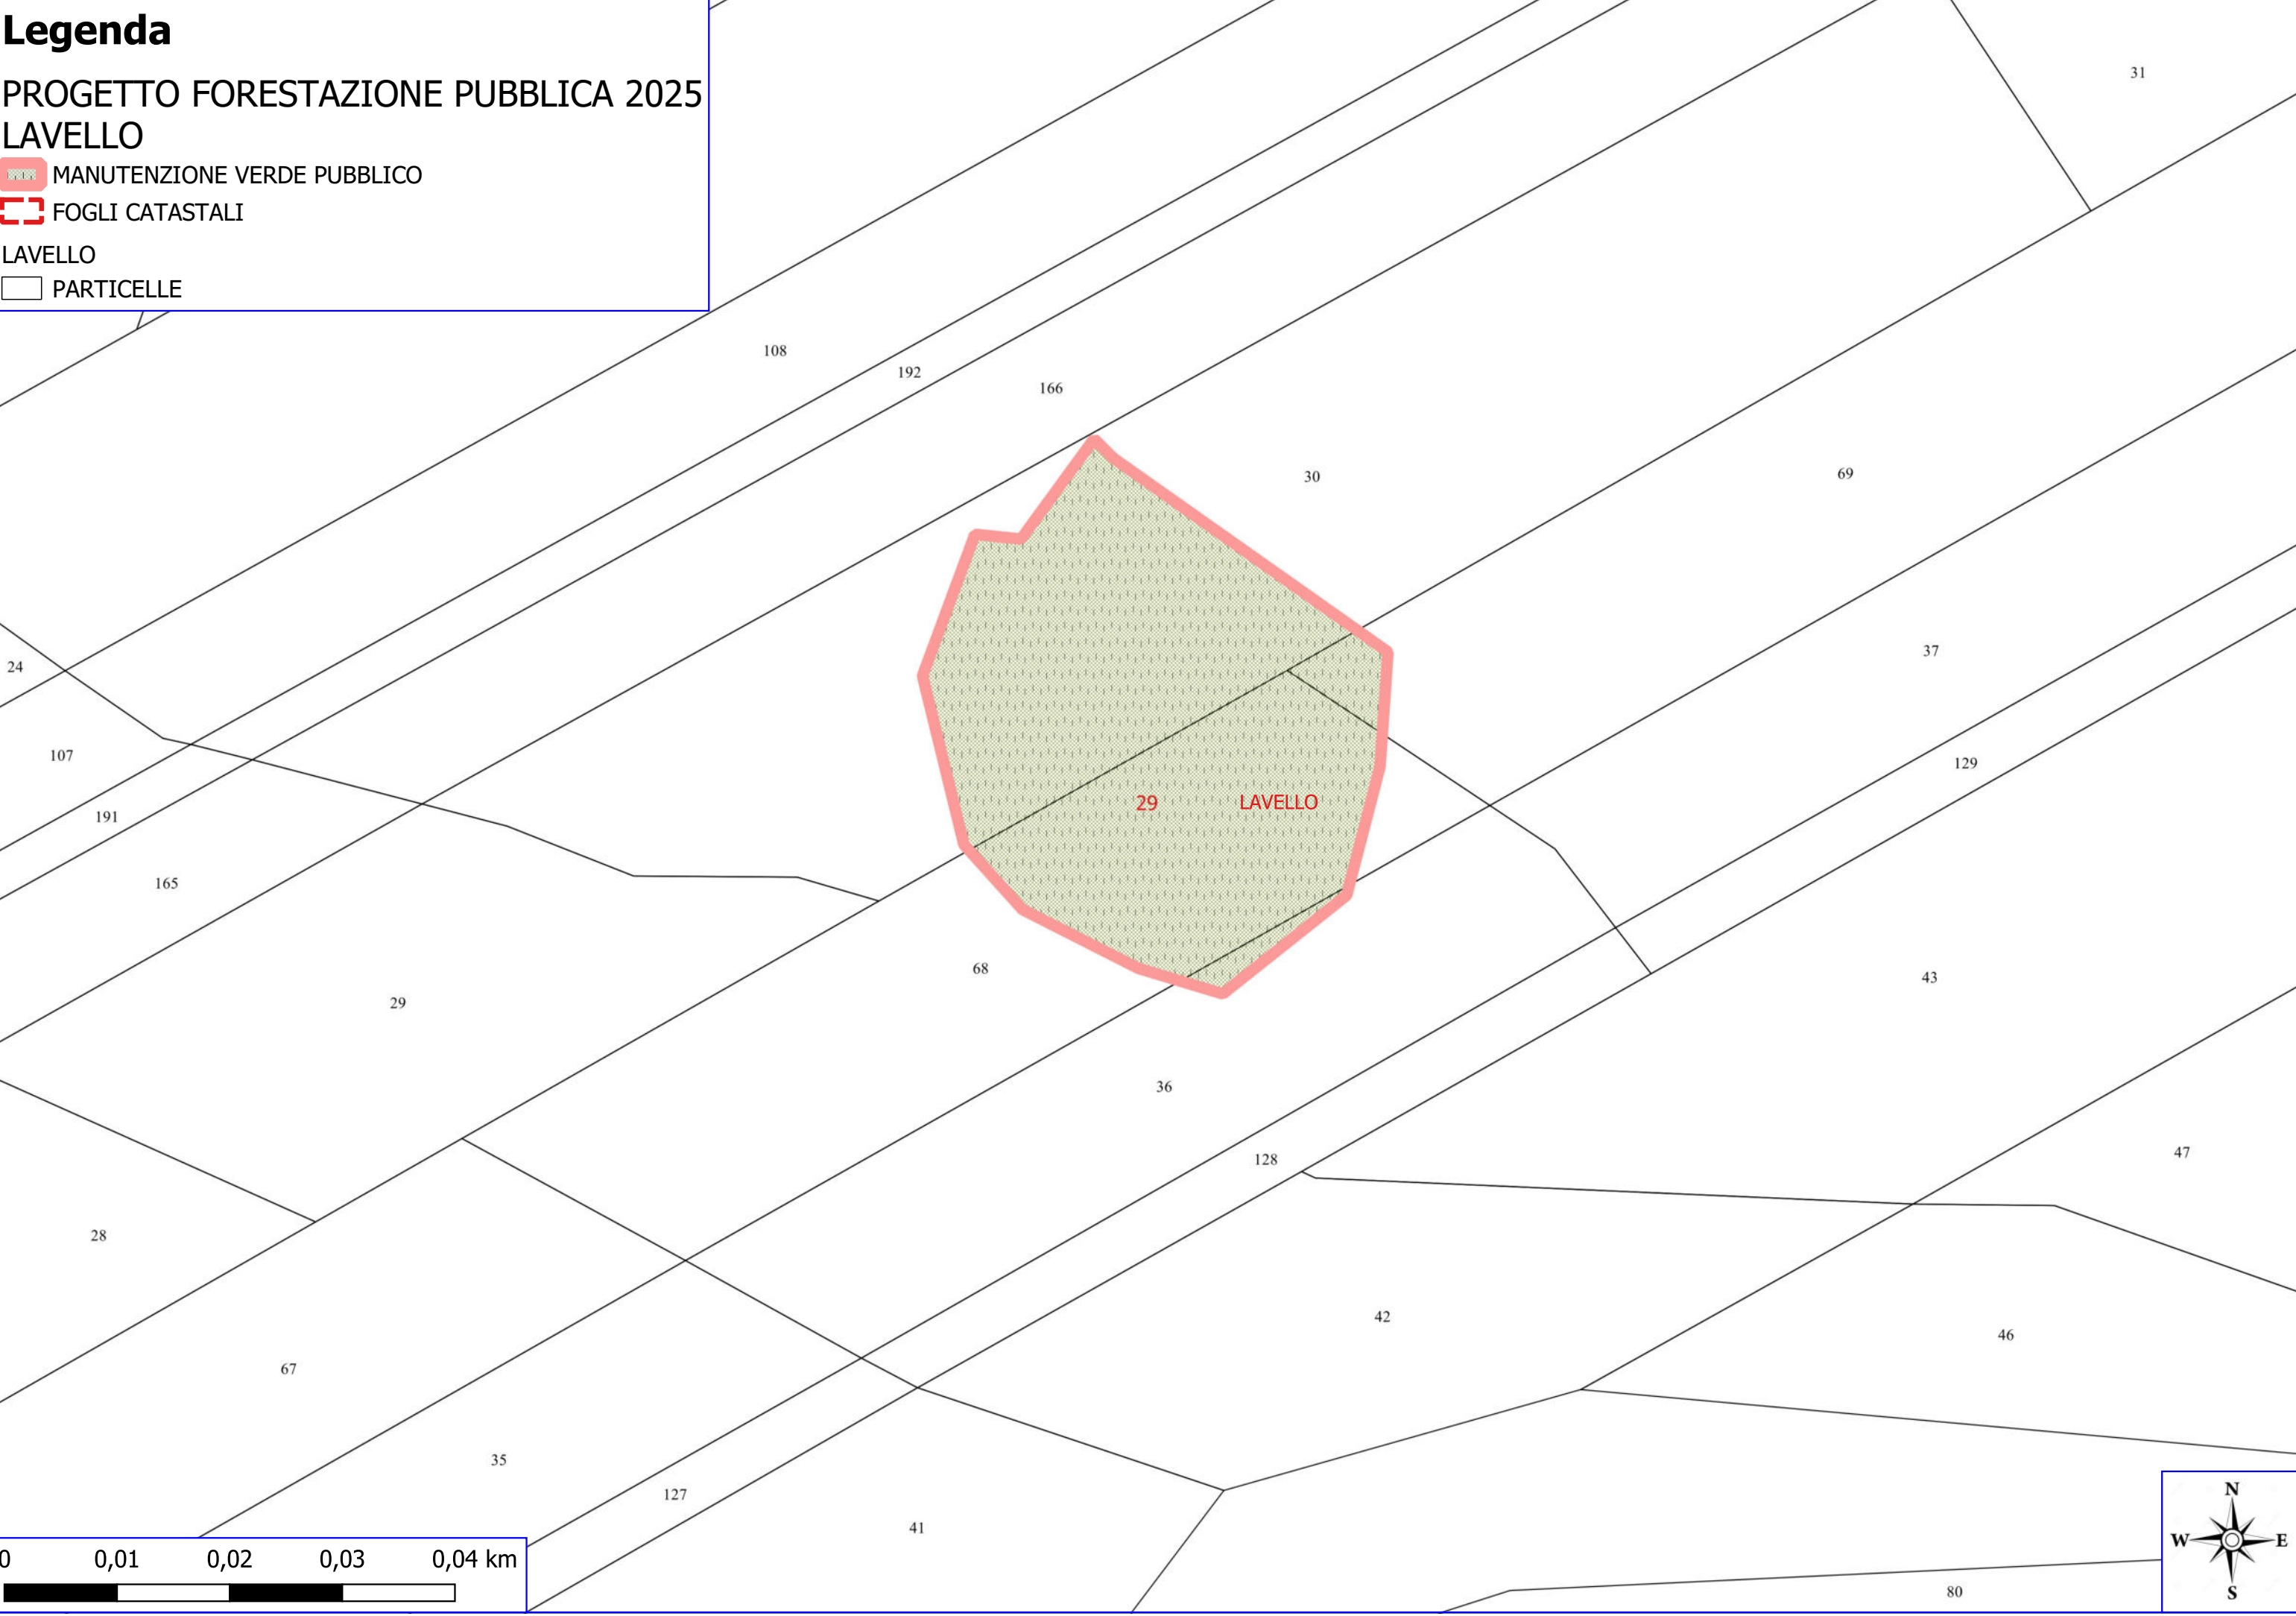 Legenda
PROGETTO FORESTAZIONE PUBBLICA 2025
LAVELLO
MANUTENZIONE VERDE PUBBLICO
FOGLI CATASTALI
LAVELLO
PARTICELLE
31
108
192
166
30
69
24
37
107
129
29 LAVELLO
191
165
68
43
29
36
47
128
28
42
46
67
35
127
41
80
0 0,01 0,02 0,03 0,04 km
N
W E
S